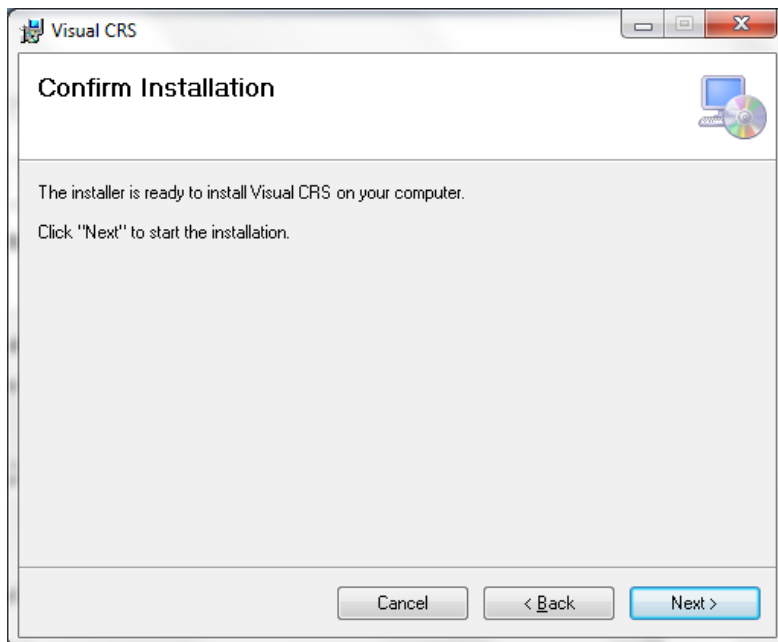 Visual CRS
Confirm Installation
The installer is ready to install Visual CRS on your computer.
Click "Next" to start the installation.
Cancel
< Back
Next >